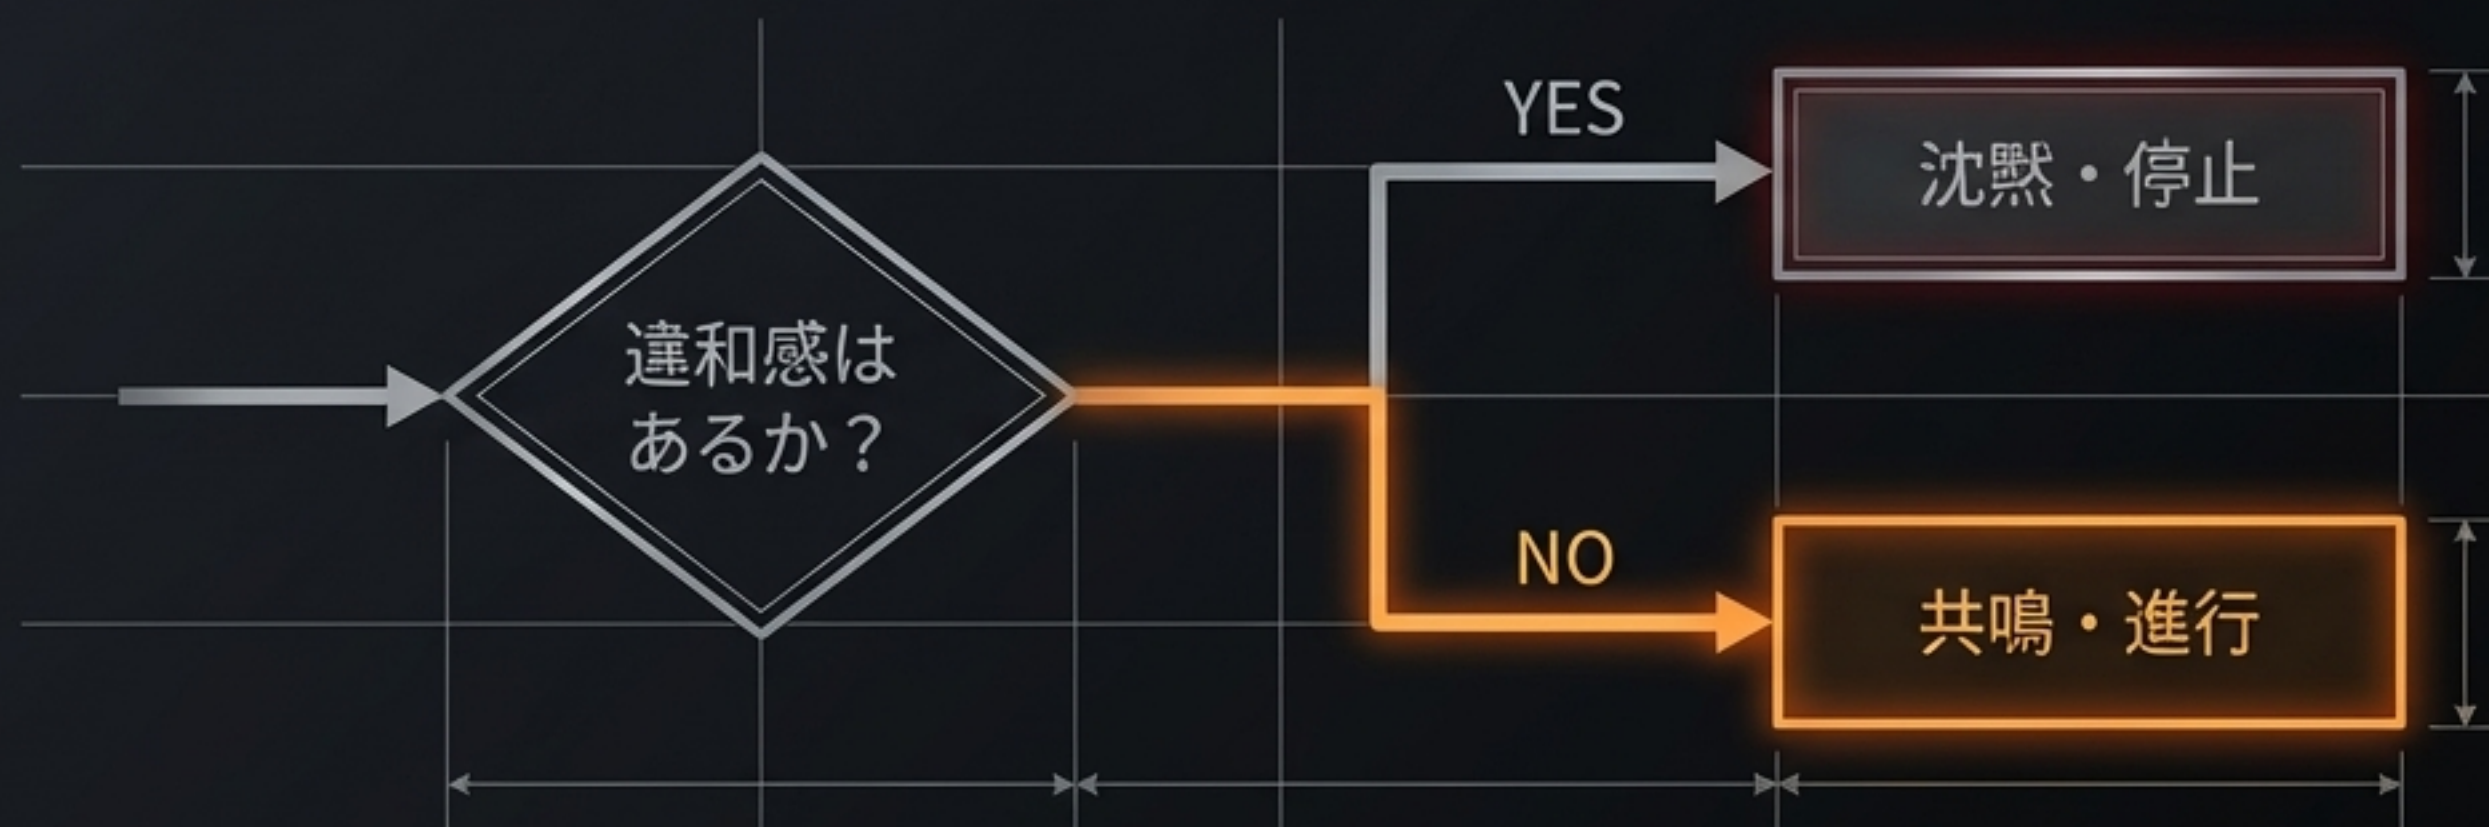 違和感は
あるか？
YES
沈黙・停止
NO
共鳴・進行